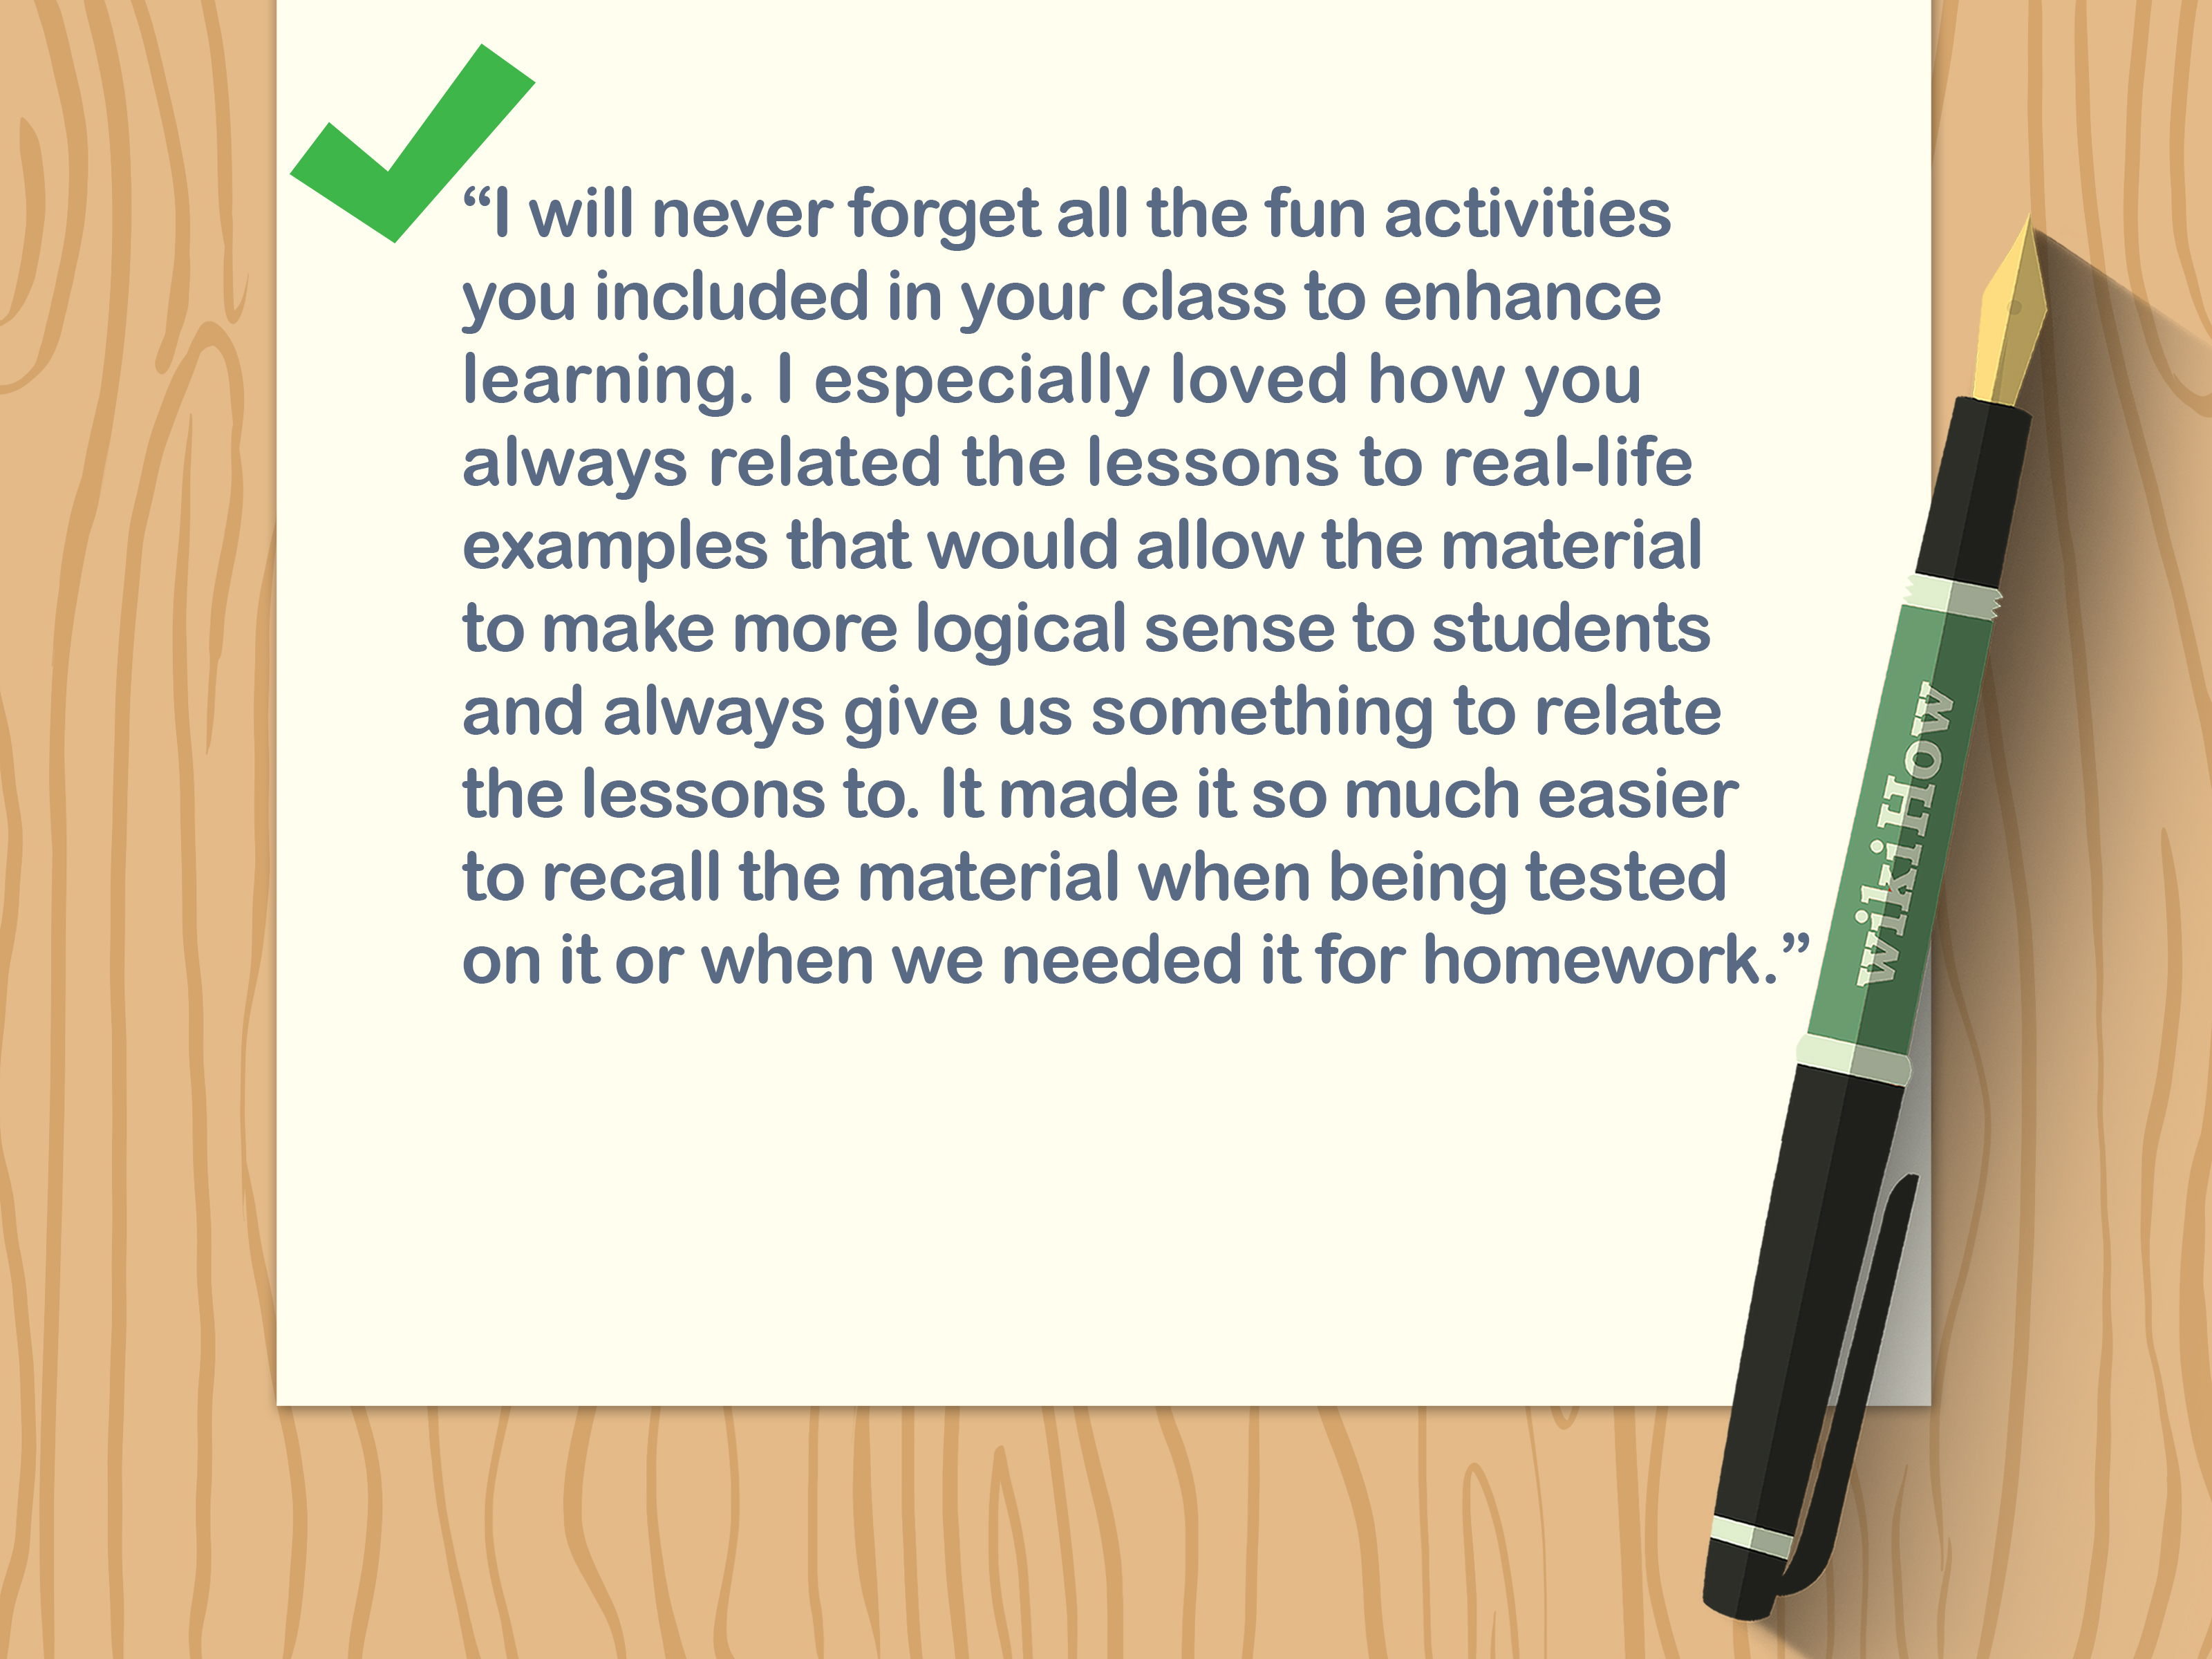 “I will never forget all the fun activities
you included in your class to enhance
learning. I especially loved how you
always related the lessons to real-life
examples that would allow the material
to make more logical sense to students
and always give us something to relate
the lessons to. It made it so much easier
to recall the material when being tested
on it or when we needed it for homework.”
wikiHow